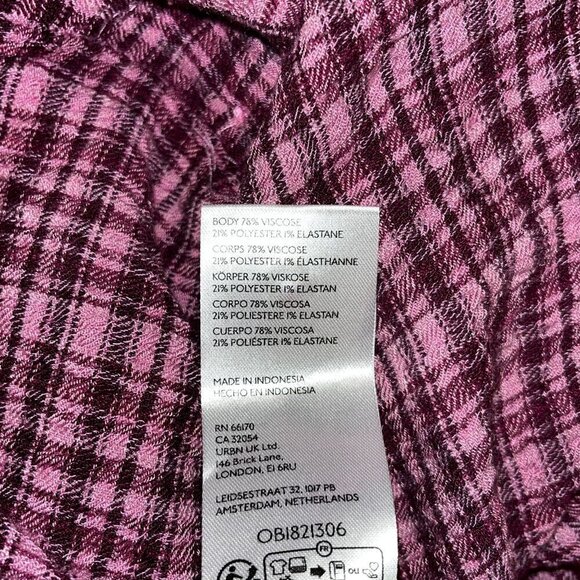 BODY 78% VISCOSE
21% POLYESTER 1% ELASTANE
CORPS 78% VISCOSE
21% POLYESTER 1% ÉLASTHANNE
KÖRPER 78% VISKOSE
21% POLYESTER 1% ELASTAN
CORPO 78% VISCOSA
21% POLIESTERE 1% ELASTAN
CUERPO 78% VISCOSA
21% POLIÉSTER 1% ELASTANE
MADE IN INDONESIA
HECHO EN INDONESIA
RN 66170
CA 32054
URBN UK Ltd.
146 Brick Lane,
LONDON, E1 6RU
LEIDSESTRAAT 32, 1017 PB
AMSTERDAM, NETHERLANDS
OB1821306
FR
ou